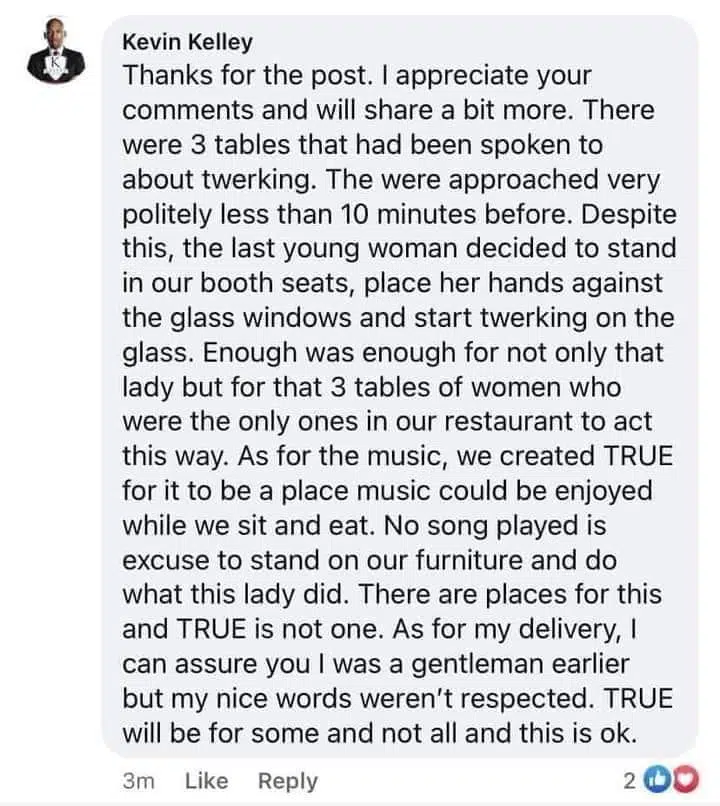 Kevin Kelley
Thanks for the post. I appreciate your
comments and will share a bit more. There
were 3 tables that had been spoken to
about twerking. The were approached very
politely less than 10 minutes before. Despite
this, the last young woman decided to stand
in our booth seats, place her hands against
the glass windows and start twerking on the
glass. Enough was enough for not only that
lady but for that 3 tables of women who
were the only ones in our restaurant to act
this way. As for the music, we created TRUE
for it to be a place music could be enjoyed
while we sit and eat. No song played is
excuse to stand on our furniture and do
what this lady did. There are places for this
and TRUE is not one. As for my delivery, I
can assure you I was a gentleman earlier
but my nice words weren't respected. TRUE
will be for some and not all and this is ok.
3m Like Reply 2
K